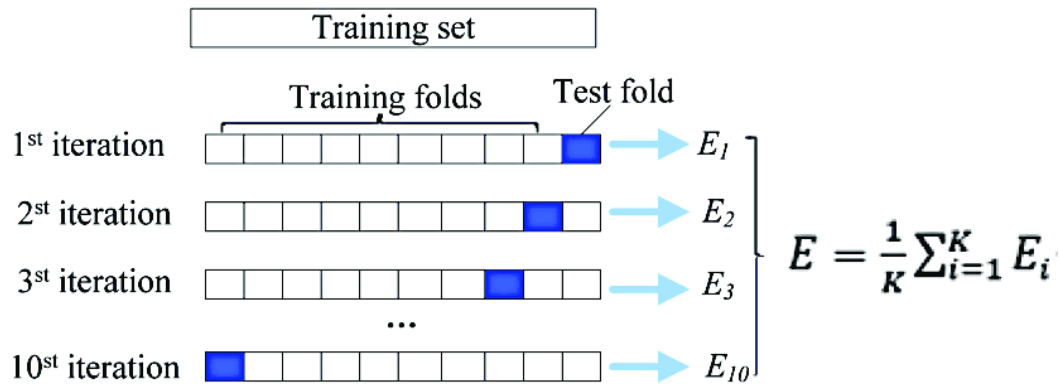 Training set
Training folds
Test fold
1st iteration
E1
2st iteration
E2
E = 1/K ∑_{i=1}^{K} E_i
3st iteration
E3
...
10st iteration
E10